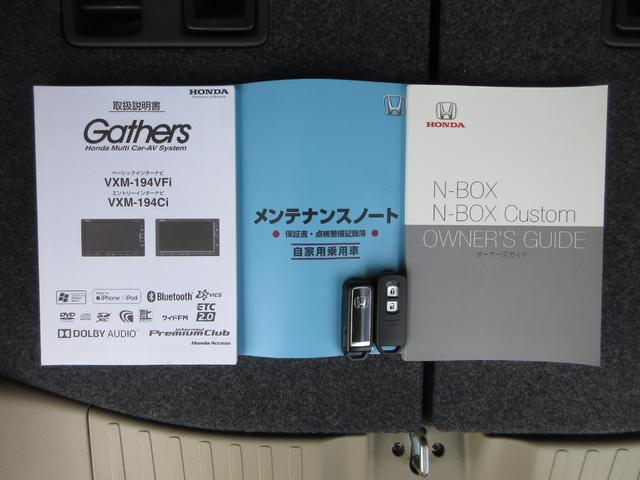 HONDA
取扱説明書
Gathers
Honda Multi Car-AV System
ベーシックインターナビ
VXM-194VFi
エントリーインターナビ
VXM-194Ci
iPhone iPod
Bluetooth
VICS
DVD
SD XC
ワイドFM
ETC 2.0
DOLBY AUDIO
internavi PremiumClub
Honda Access
メンテナンスノート
● 保証書・点検整備記録簿 ●
自家用乗用車
HONDA
N-BOX
N-BOX Custom
OWNER'S GUIDE
オーナーズガイド